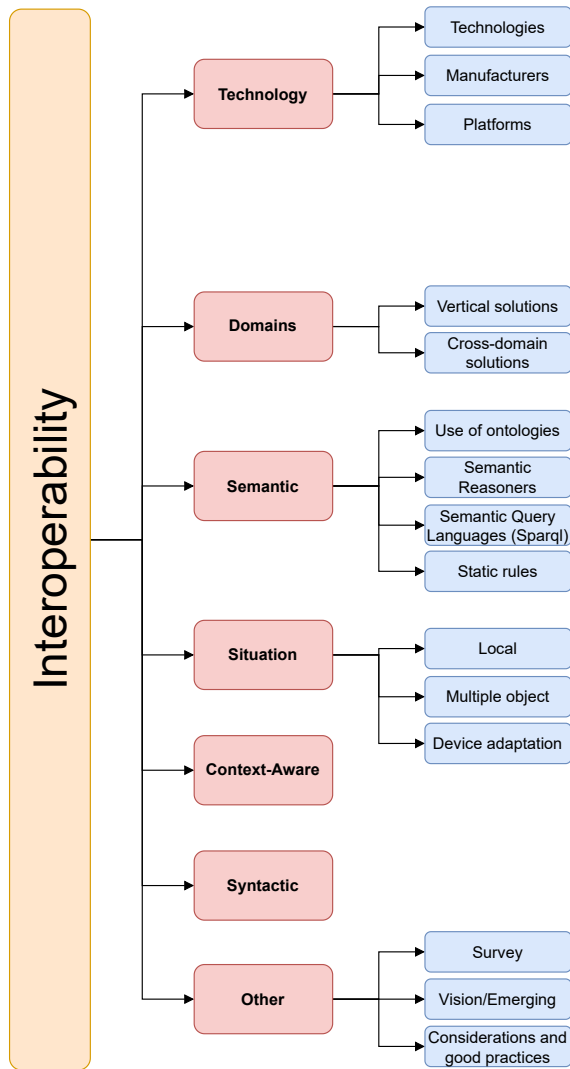 Interoperability
Technology
Technologies
Manufacturers
Platforms
Domains
Vertical solutions
Cross-domain
solutions
Semantic
Use of ontologies
Semantic
Reasoners
Semantic Query
Languages (Sparql)
Static rules
Situation
Local
Multiple object
Device adaptation
Context-Aware
Syntactic
Other
Survey
Vision/Emerging
Considerations and
good practices